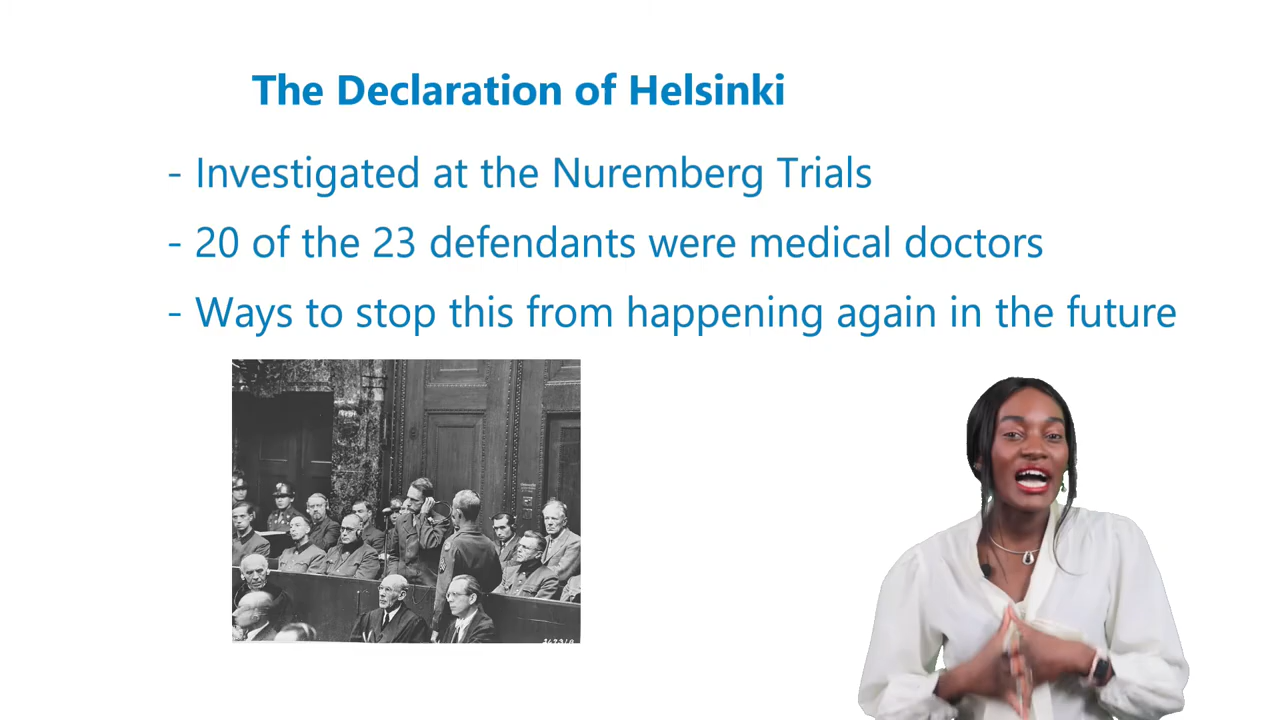 The Declaration of Helsinki
- Investigated at the Nuremberg Trials
- 20 of the 23 defendants were medical doctors
- Ways to stop this from happening again in the future